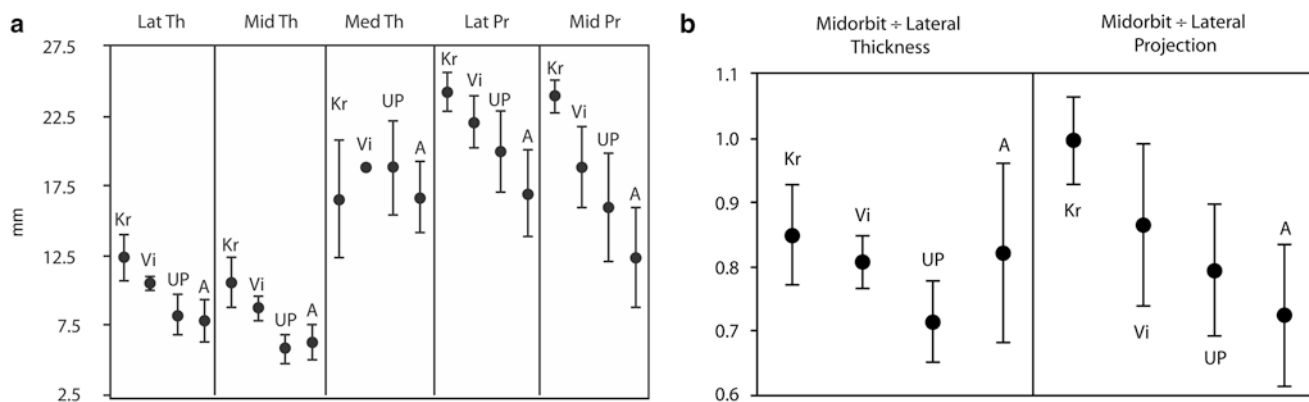 a
Lat Th Mid Th Med Th Lat Pr Mid Pr
mm
27.5
22.5
17.5
12.5
7.5
2.5
Kr Vi UP A
Kr Vi UP A
Kr Vi UP A
Kr Vi UP A
Kr Vi UP A
b
Midorbit ÷ Lateral
Thickness
Midorbit ÷ Lateral
Projection
1.1
1.0
0.9
0.8
0.7
0.6
Kr Vi UP A
Kr Vi UP A